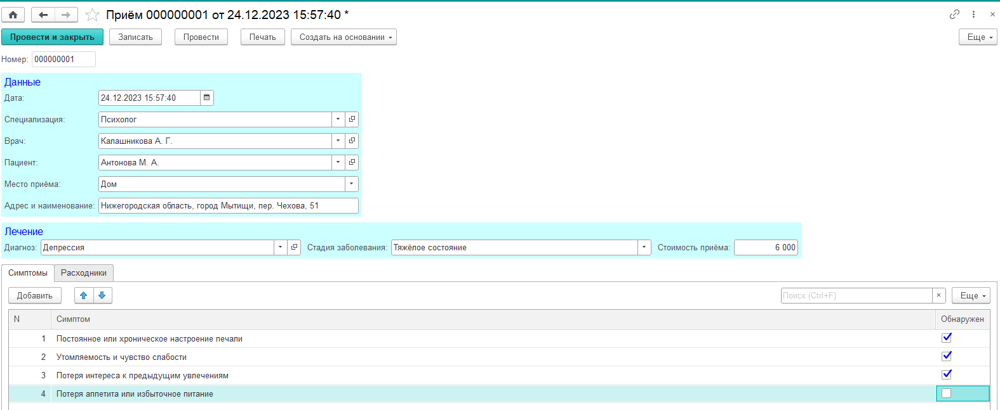 Приём 000000001 от 24.12.2023 15:57:40 *
Провести и закрыть Записать Провести Печать Создать на основании Еще
Номер: 000000001
Данные
Дата: 24.12.2023 15:57:40
Специализация: Психолог
Врач: Калашникова А. Г.
Пациент: Антонова М. А.
Место приёма: Дом
Адрес и наименование: Нижегородская область, город Мытищи, пер. Чехова, 51
Лечение
Диагноз: Депрессия Стадия заболевания: Тяжёлое состояние Стоимость приёма: 6 000
Симптомы Расходники
Добавить Поиск (Ctrl+F) × Еще
N Симптом Обнаружен
1 Постоянное или хроническое настроение печали
2 Утомляемость и чувство слабости
3 Потеря интереса к предыдущим увлечениям
4 Потеря аппетита или избыточное питание